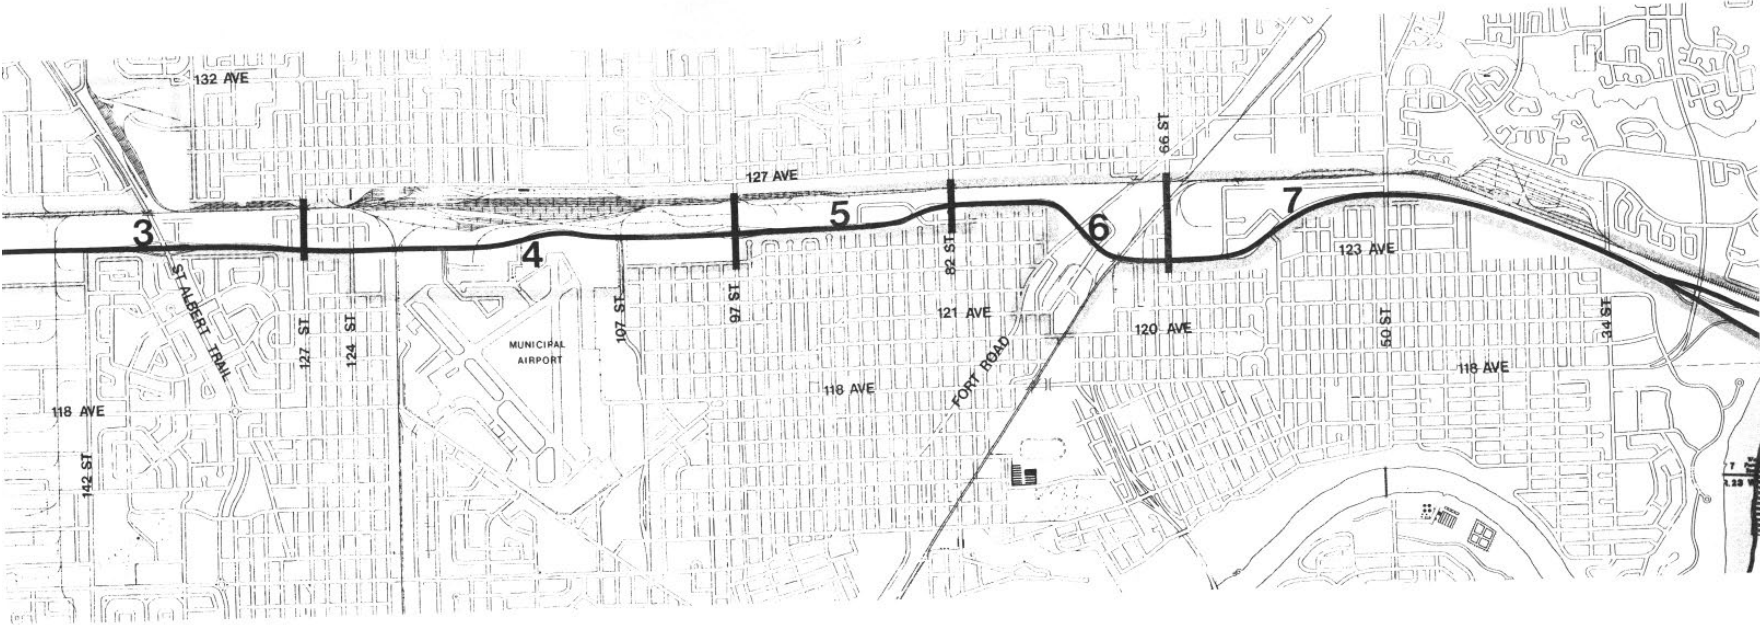 132 AVE
127 AVE
66 ST
3
4
5
6
7
82 ST
123 AVE
ST ALBERT TRAIL
127 ST
124 ST
MUNICIPAL
AIRPORT
107 ST
97 ST
121 AVE
120 AVE
50 ST
34 ST
FORT ROAD
118 AVE
118 AVE
118 AVE
142 ST